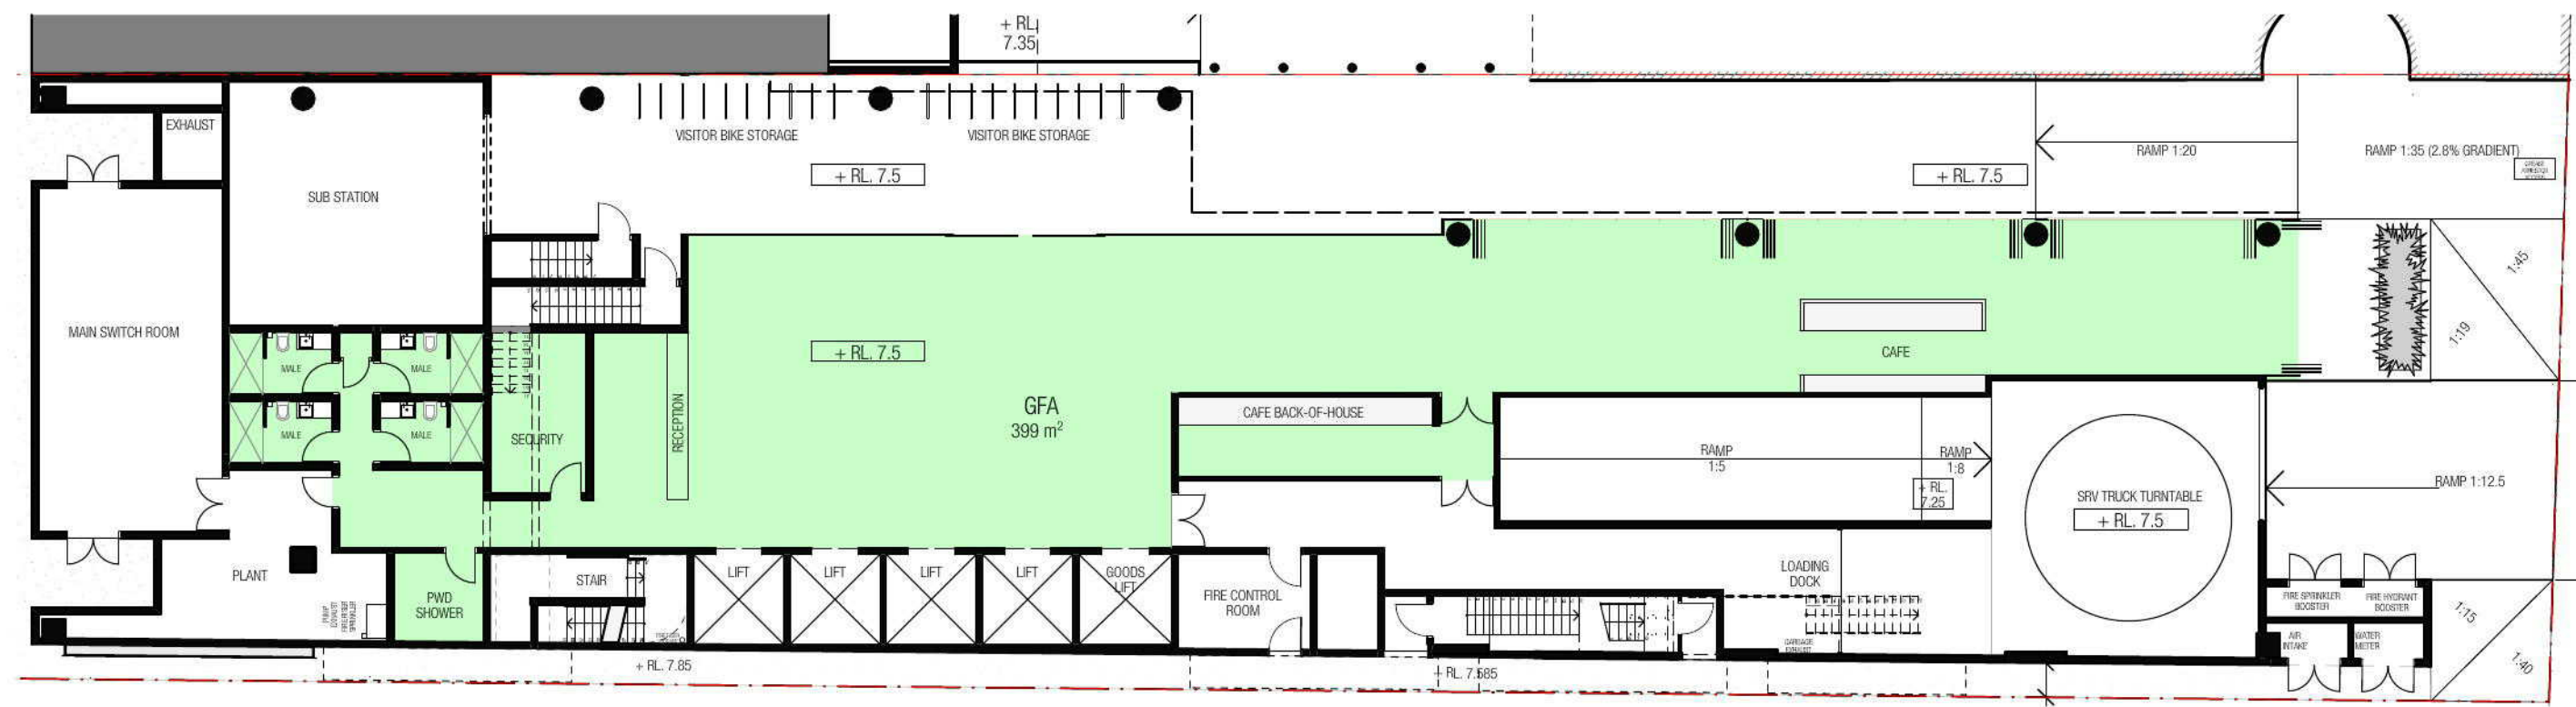 + RL
7.35
EXHAUST
VISITOR BIKE STORAGE
VISITOR BIKE STORAGE
RAMP 1:20
RAMP 1:35 (2.8% GRADIENT)
+ RL. 7.5
+ RL. 7.5
SUB STATION
1:45
MAIN SWITCH ROOM
1:19
+ RL. 7.5
CAFE
MALE
MALE
GFA
399 m²
CAFE BACK-OF-HOUSE
RECEPTION
MALE
MALE
SECURITY
RAMP
1:5
RAMP
1:8
RAMP 1:12.5
+ RL.
7.25
SRV TRUCK TURNTABLE
+ RL. 7.5
PLANT
STAIR
LIFT
LIFT
LIFT
LIFT
GOODS
LIFT
LOADING
DOCK
PWD
SHOWER
FIRE CONTROL
ROOM
FIRE SPRINKLER
BOOSTER
FIRE HYDRANT
BOOSTER
1:15
AIR
INTAKE
WATER
METER
GARBAGE
EXHAUST
1:40
+ RL. 7.85
+ RL. 7.585